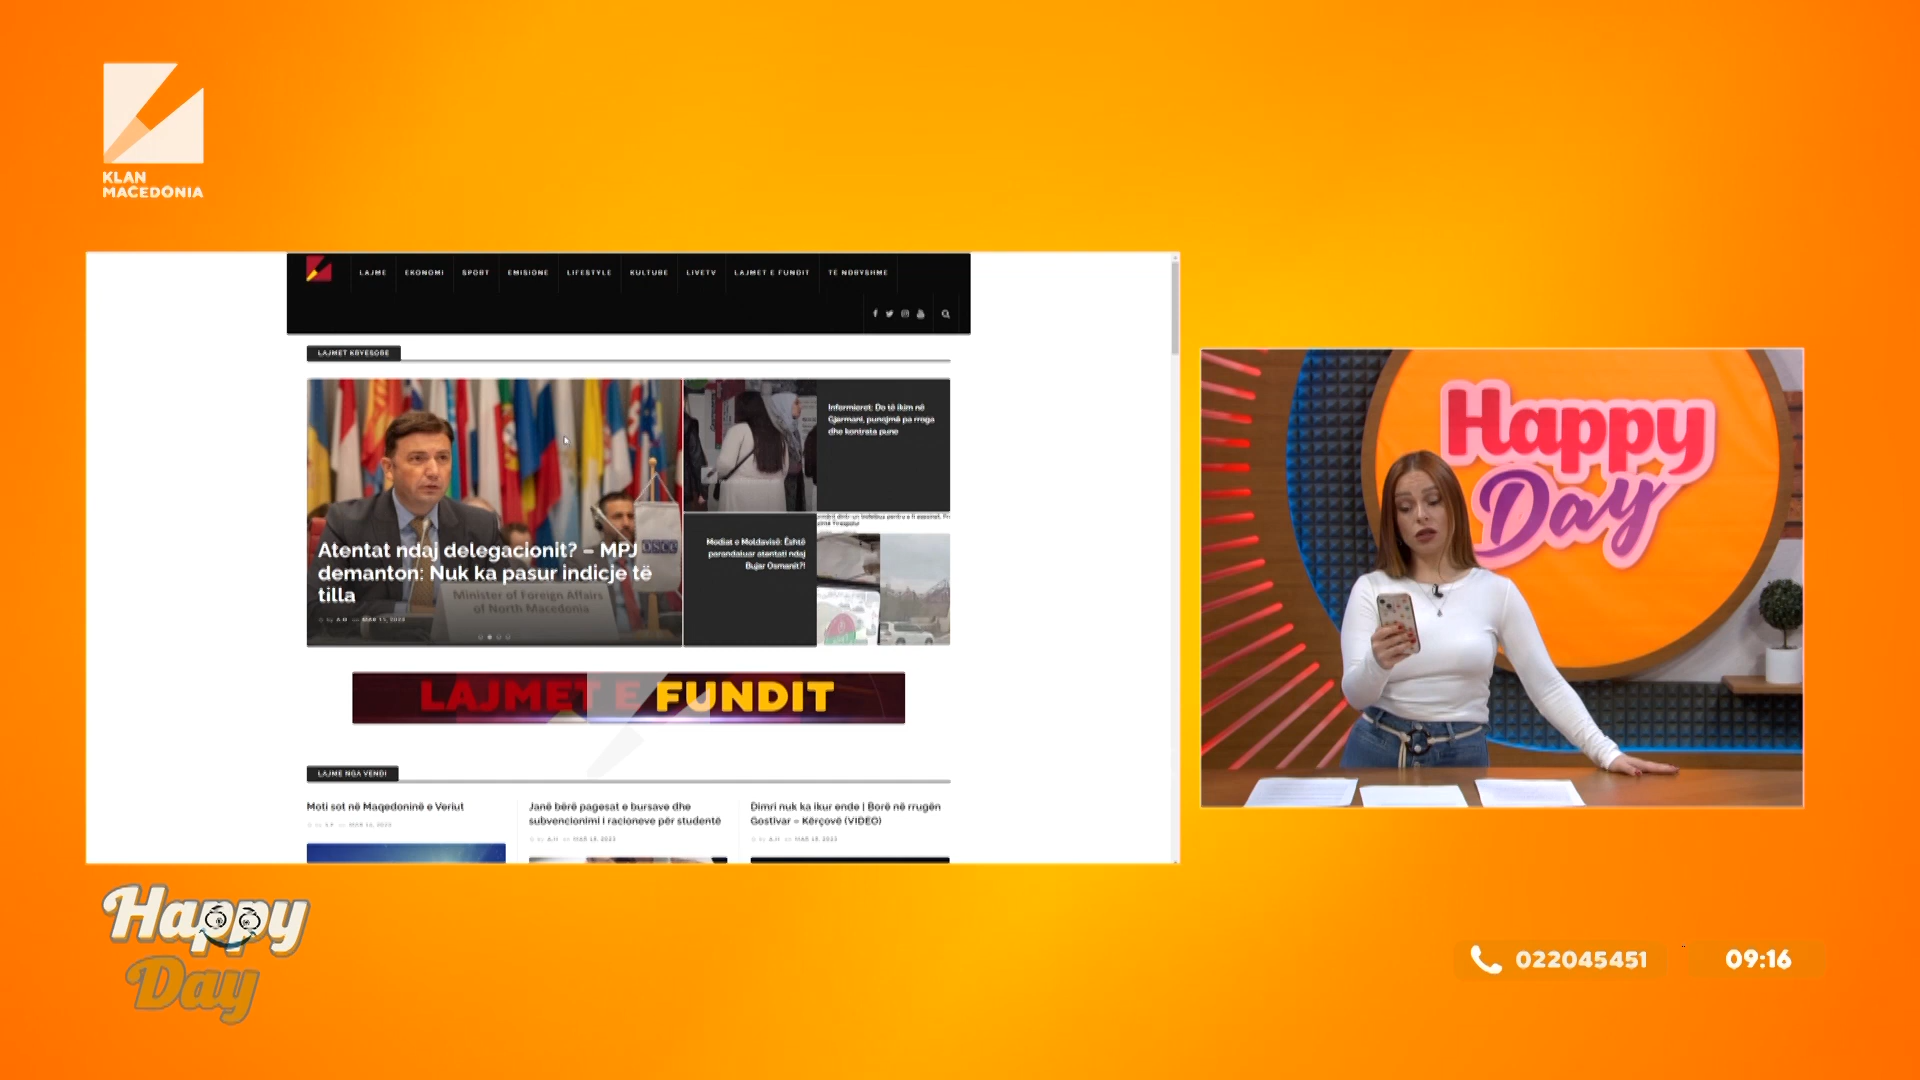 KLAN
MACEDONIA
LAJME EKONOMI SPORT EMISIONE LIFESTYLE KULTURE LIVETV LAJMET E FUNDIT TË NDRYSHME
LAJMET KRYESORE
Atentat ndaj delegacionit? – MPJ
demanton: Nuk ka pasur indicje të
tilla
OSCE
Minister of Foreign Affairs
of North Macedonia
Infermieret: Do të ikim në
Gjermani, punojmë pa rroga
dhe kontrata pune
Mediat e Moldavisë: Është
parandaluar atentati ndaj
Bujar Osmanit?!
LAJMET E FUNDIT
LAJME NGA VENDI
Moti sot në Maqedoninë e Veriut
Janë bërë pagesat e bursave dhe
subvencionimi i racioneve për studentë
Dimri nuk ka ikur ende | Borë në rrugën
Gostivar – Kërçovë (VIDEO)
Happy
Day
Happy
Day
022045451
09:16